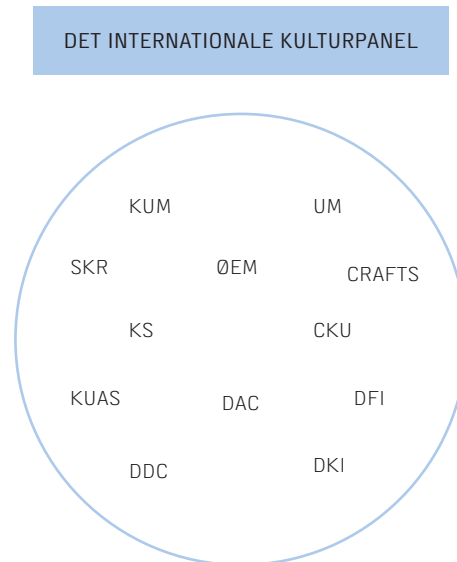 DET INTERNATIONALE KULTURPANEL
KUM UM
SKR ØEM CRAFTS
KS CKU
KUAS DAC DFI
DDC DKI